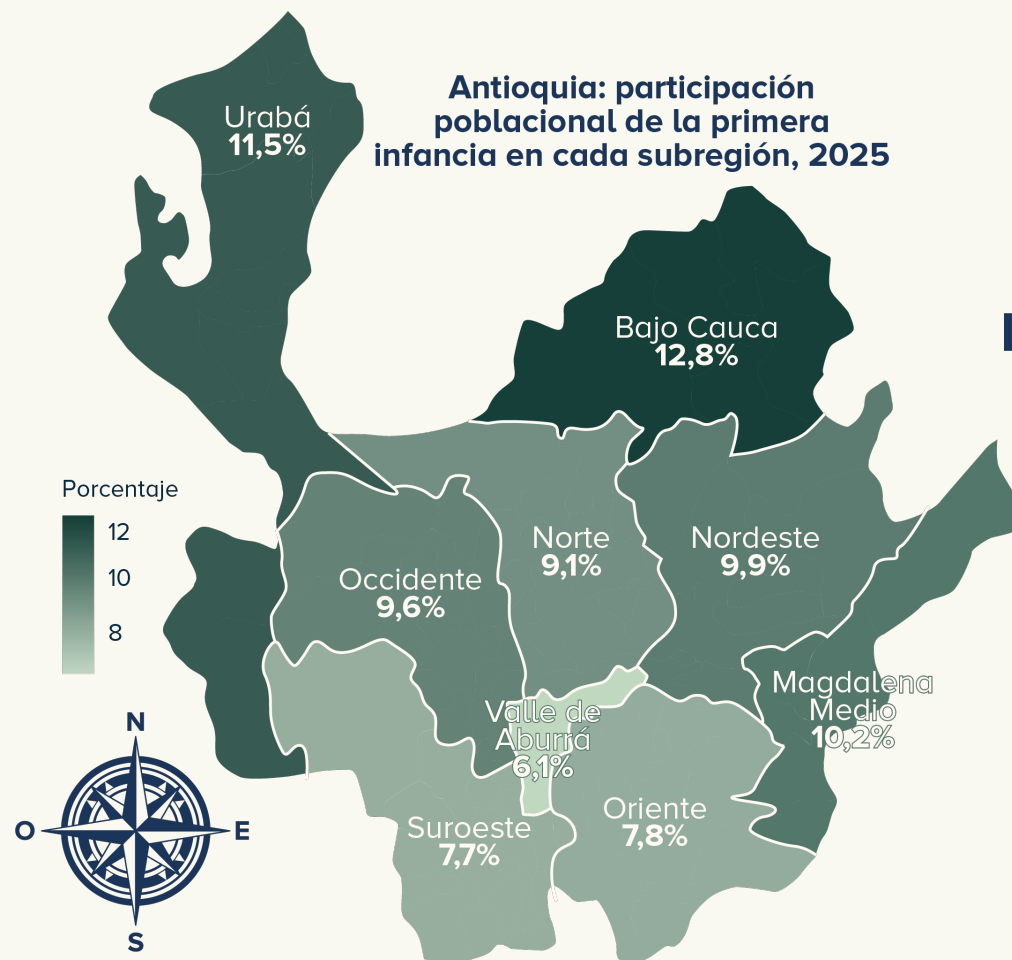 Antioquia: participación
poblacional de la primera
infancia en cada subregión, 2025
Urabá
11,5%
Bajo Cauca
12,8%
Porcentaje
12
10
8
Norte
9,1%
Nordeste
9,9%
Occidente
9,6%
Magdalena
Medio
10,2%
Valle de
Aburrá
6,1%
Oriente
7,8%
Suroeste
7,7%
N
O
E
S